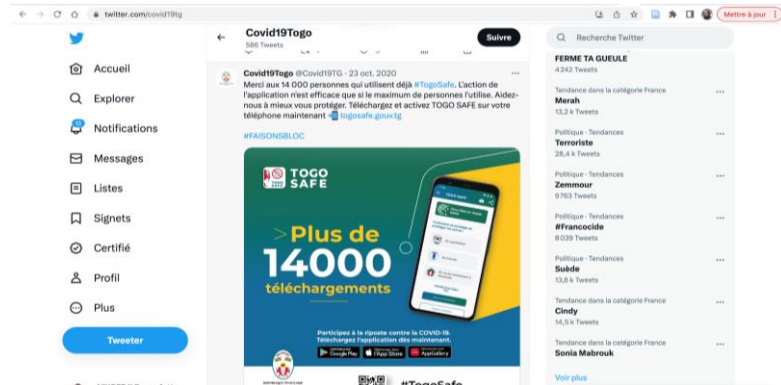 twitter.com/covid19tg
Mettre à jour
Accueil
Explorer
Notifications
Messages
Listes
Signets
Certifié
Profil
Plus
Tweeter
Covid19Togo
586 Tweets
Suivre
Covid19Togo @Covid19TG · 23 oct. 2020
Merci aux 14 000 personnes qui utilisent déjà #TogoSafe. L'action de
l'application n'est efficace que si le maximum de personnes l'utilise. Aidez-
nous à mieux vous protéger. Téléchargez et activez TOGO SAFE sur votre
téléphone maintenant togosafe.gouv.tg
#FAISONSBLOC
TOGO
SAFE
>Plus de
14000
téléchargements
Participez à la riposte contre la COVID-19.
Téléchargez l'application dès maintenant.
Google Play
l'App Store
AppGallery
#TogoSafe
Recherche Twitter
FERME TA GUEULE
4 242 Tweets
Tendance dans la catégorie France
Merah
13,2 k Tweets
Politique · Tendances
Terroriste
28,4 k Tweets
Politique · Tendances
Zemmour
9 763 Tweets
Politique · Tendances
#Francocide
8 039 Tweets
Politique · Tendances
Suède
13,6 k Tweets
Tendance dans la catégorie France
Cindy
14,5 k Tweets
Tendance dans la catégorie France
Sonia Mabrouk
Voir plus